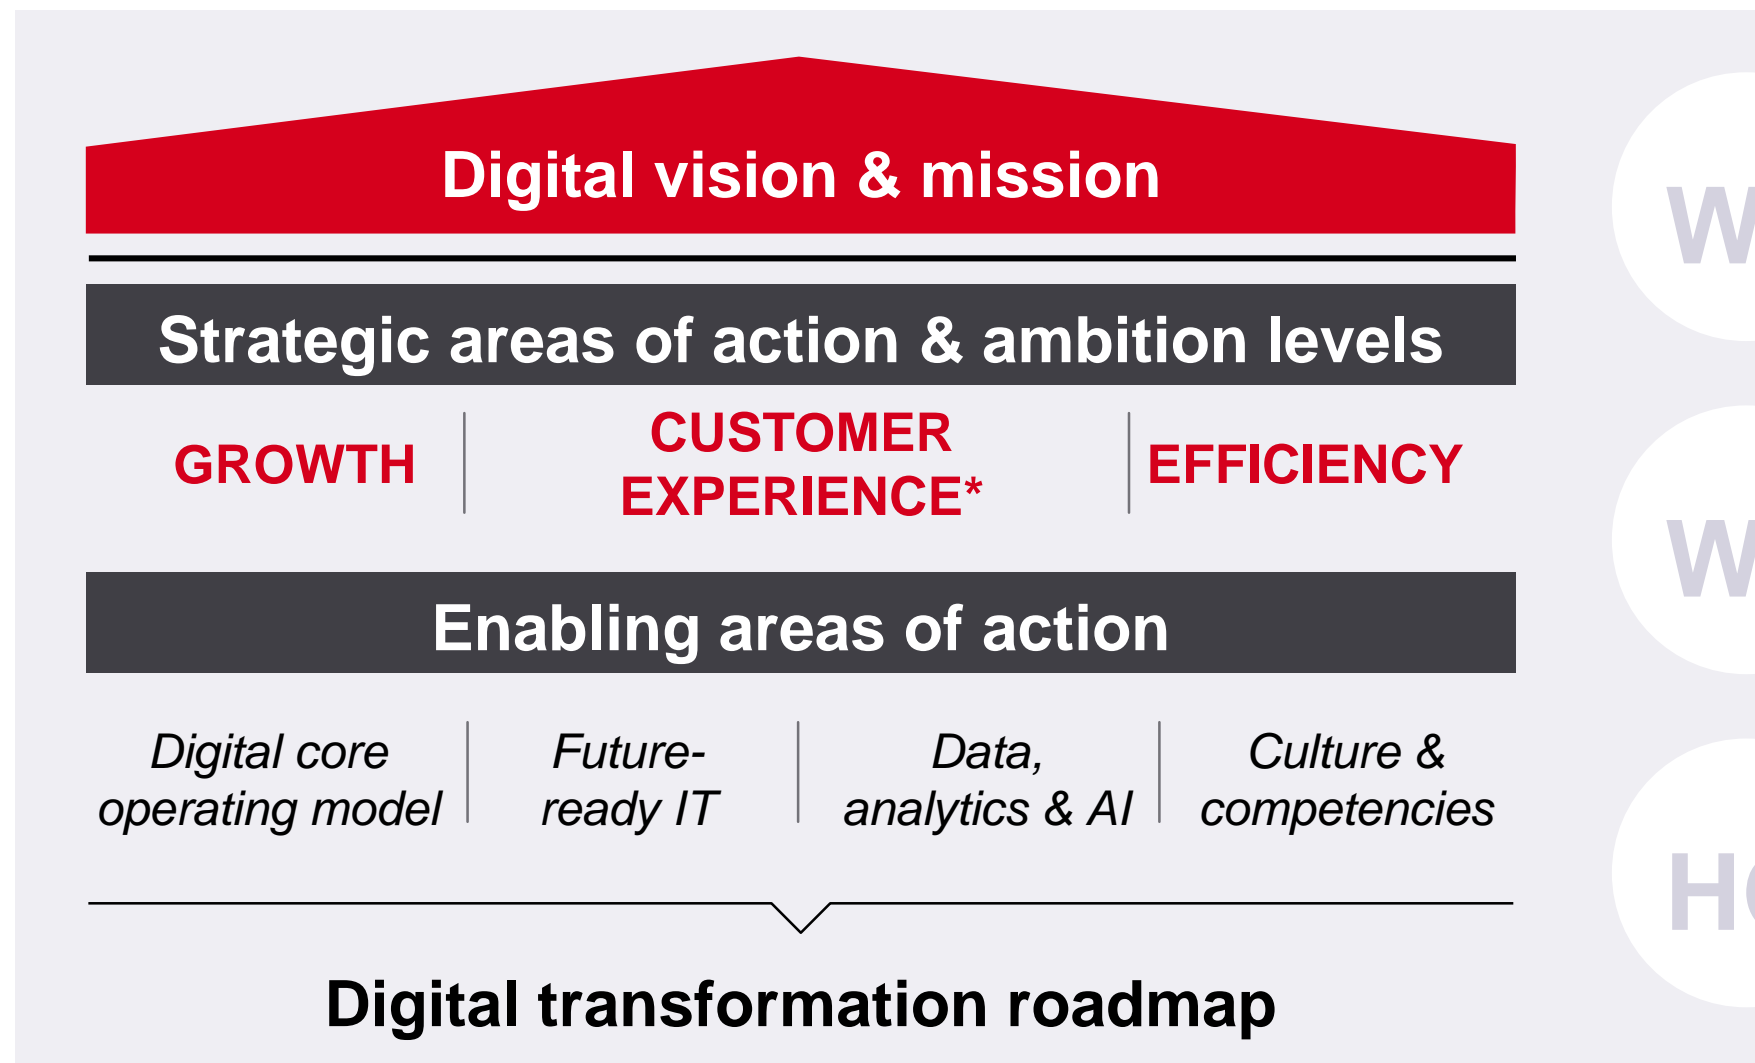 Digital vision & mission
Strategic areas of action & ambition levels
GROWTH
CUSTOMER
EXPERIENCE*
EFFICIENCY
Enabling areas of action
Digital core
operating model
Future-
ready IT
Data,
analytics & AI
Culture &
competencies
Digital transformation roadmap